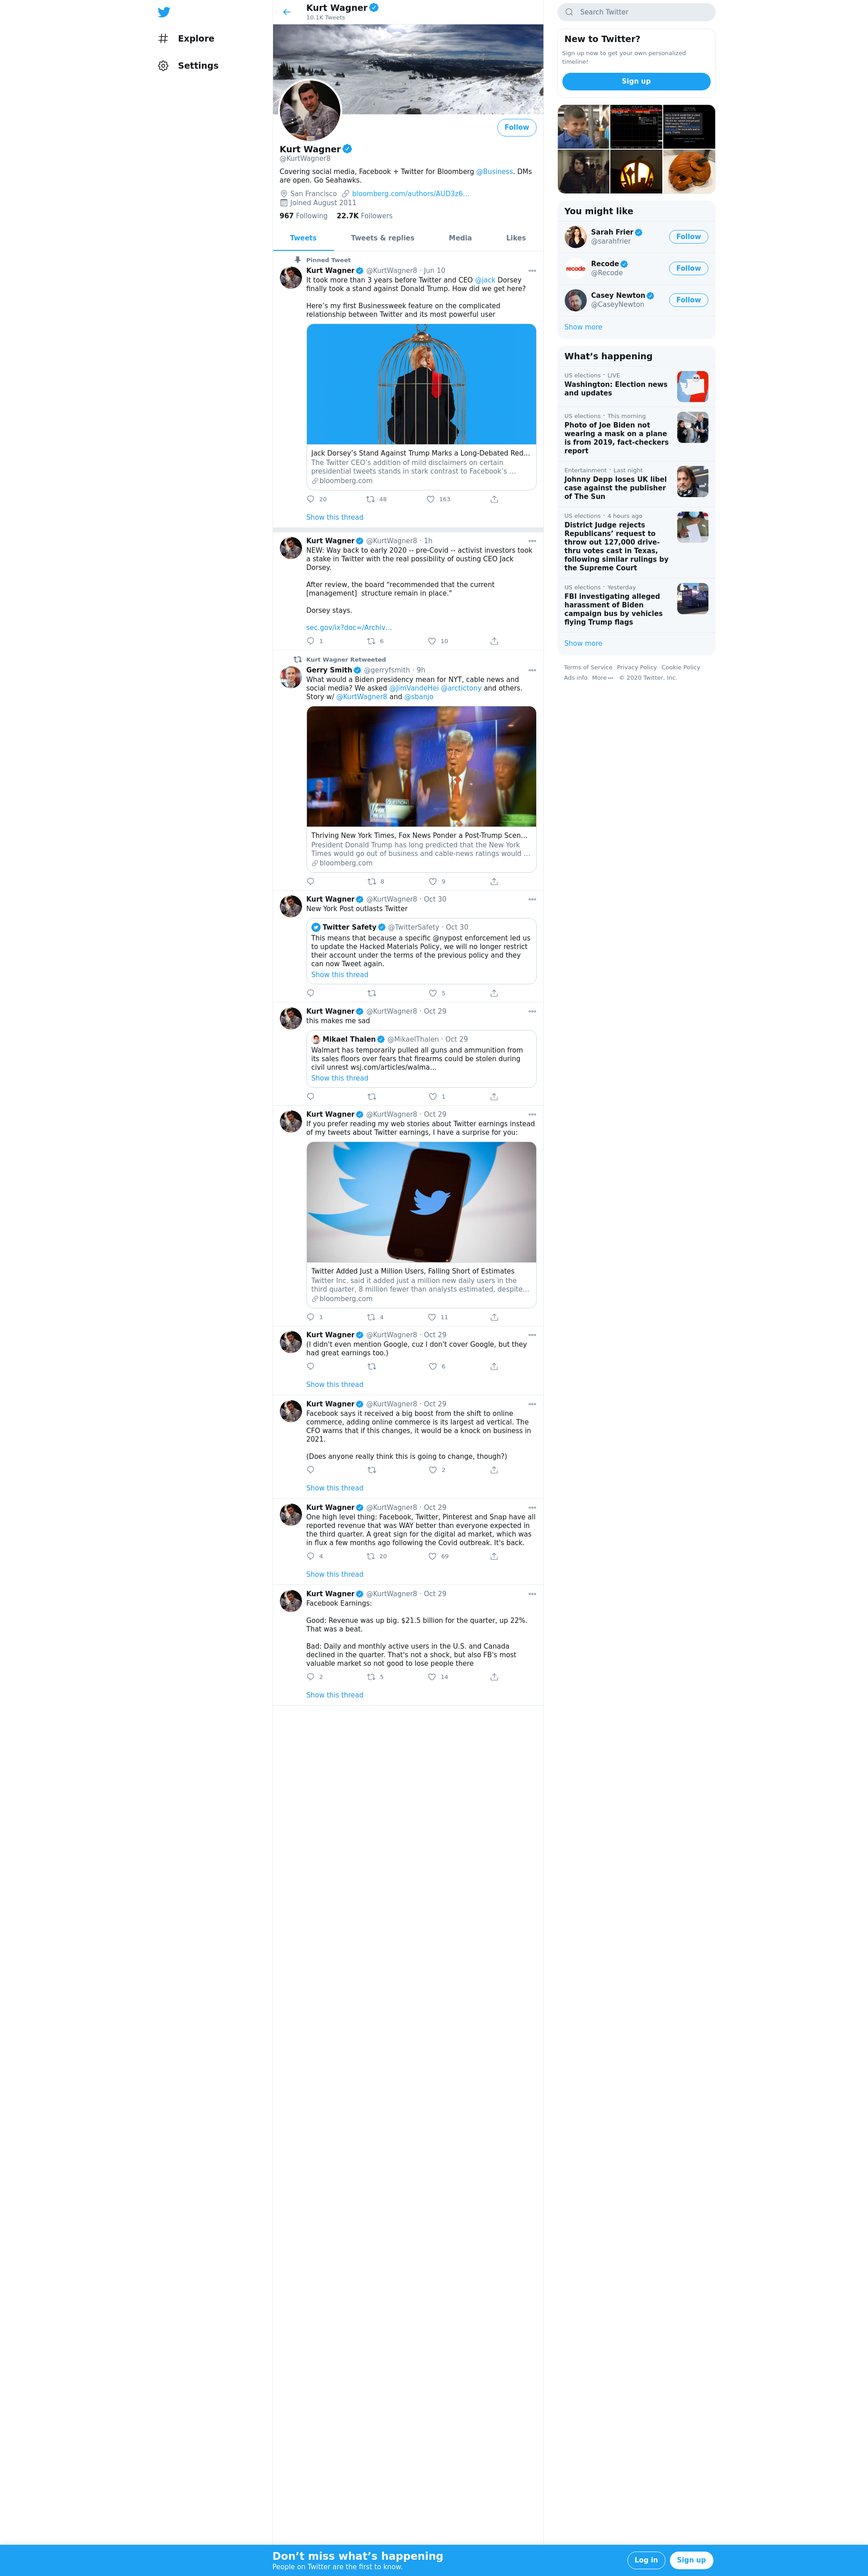 Explore
Settings
Kurt Wagner
10.1K Tweets
Follow
Kurt Wagner
@KurtWagner8
Covering social media, Facebook + Twitter for Bloomberg @Business. DMs
are open. Go Seahawks.
San Francisco bloomberg.com/authors/AUD3z6…
Joined August 2011
967 Following 22.7K Followers
Tweets Tweets & replies Media Likes
Pinned Tweet
Kurt Wagner @KurtWagner8 · Jun 10
It took more than 3 years before Twitter and CEO @jack Dorsey
finally took a stand against Donald Trump. How did we get here?
Here’s my first Businessweek feature on the complicated
relationship between Twitter and its most powerful user
Jack Dorsey’s Stand Against Trump Marks a Long-Debated Red…
The Twitter CEO’s addition of mild disclaimers on certain
presidential tweets stands in stark contrast to Facebook’s …
bloomberg.com
20 48 163
Show this thread
Kurt Wagner @KurtWagner8 · 1h
NEW: Way back to early 2020 -- pre-Covid -- activist investors took
a stake in Twitter with the real possibility of ousting CEO Jack
Dorsey.
After review, the board "recommended that the current
[management] structure remain in place."
Dorsey stays.
sec.gov/ix?doc=/Archiv…
1 6 10
Kurt Wagner Retweeted
Gerry Smith @gerryfsmith · 9h
What would a Biden presidency mean for NYT, cable news and
social media? We asked @JimVandeHei @arctictony and others.
Story w/ @KurtWagner8 and @sbanjo
Thriving New York Times, Fox News Ponder a Post-Trump Scen…
President Donald Trump has long predicted that the New York
Times would go out of business and cable-news ratings would …
bloomberg.com
8 9
Kurt Wagner @KurtWagner8 · Oct 30
New York Post outlasts Twitter
Twitter Safety @TwitterSafety · Oct 30
This means that because a specific @nypost enforcement led us
to update the Hacked Materials Policy, we will no longer restrict
their account under the terms of the previous policy and they
can now Tweet again.
Show this thread
5
Kurt Wagner @KurtWagner8 · Oct 29
this makes me sad
Mikael Thalen @MikaelThalen · Oct 29
Walmart has temporarily pulled all guns and ammunition from
its sales floors over fears that firearms could be stolen during
civil unrest wsj.com/articles/walma…
Show this thread
1
Kurt Wagner @KurtWagner8 · Oct 29
If you prefer reading my web stories about Twitter earnings instead
of my tweets about Twitter earnings, I have a surprise for you:
Twitter Added Just a Million Users, Falling Short of Estimates
Twitter Inc. said it added just a million new daily users in the
third quarter, 8 million fewer than analysts estimated, despite…
bloomberg.com
1 4 11
Kurt Wagner @KurtWagner8 · Oct 29
(I didn't even mention Google, cuz I don't cover Google, but they
had great earnings too.)
6
Show this thread
Kurt Wagner @KurtWagner8 · Oct 29
Facebook says it received a big boost from the shift to online
commerce, adding online commerce is its largest ad vertical. The
CFO warns that if this changes, it would be a knock on business in
2021.
(Does anyone really think this is going to change, though?)
2
Show this thread
Kurt Wagner @KurtWagner8 · Oct 29
One high level thing: Facebook, Twitter, Pinterest and Snap have all
reported revenue that was WAY better than everyone expected in
the third quarter. A great sign for the digital ad market, which was
in flux a few months ago following the Covid outbreak. It's back.
4 20 69
Show this thread
Kurt Wagner @KurtWagner8 · Oct 29
Facebook Earnings:
Good: Revenue was up big. $21.5 billion for the quarter, up 22%.
That was a beat.
Bad: Daily and monthly active users in the U.S. and Canada
declined in the quarter. That's not a shock, but also FB's most
valuable market so not good to lose people there
2 5 14
Show this thread
Search Twitter
New to Twitter?
Sign up now to get your own personalized
timeline!
Sign up
You might like
Sarah Frier
@sarahfrier
Follow
recode
Recode
@Recode
Follow
Casey Newton
@CaseyNewton
Follow
Show more
What’s happening
US elections · LIVE
Washington: Election news
and updates
US elections · This morning
Photo of Joe Biden not
wearing a mask on a plane
is from 2019, fact-checkers
report
Entertainment · Last night
Johnny Depp loses UK libel
case against the publisher
of The Sun
US elections · 4 hours ago
District Judge rejects
Republicans’ request to
throw out 127,000 drive-
thru votes cast in Texas,
following similar rulings by
the Supreme Court
US elections · Yesterday
FBI investigating alleged
harassment of Biden
campaign bus by vehicles
flying Trump flags
Show more
Terms of Service Privacy Policy Cookie Policy
Ads info More © 2020 Twitter, Inc.
Don’t miss what’s happening
People on Twitter are the first to know.
Log in
Sign up